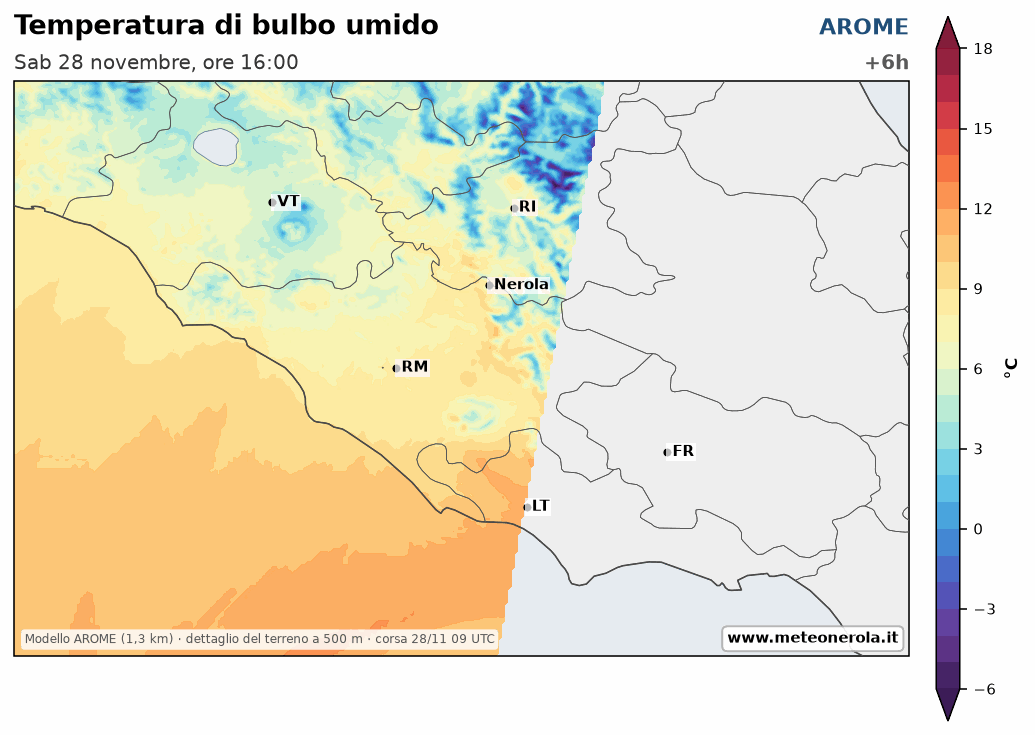 Temperatura di bulbo umido
AROME
Sab 28 novembre, ore 16:00
+6h
18
15
12
9
6
3
0
−3
−6
°C
VT
RI
Nerola
RM
FR
LT
Modello AROME (1,3 km) · dettaglio del terreno a 500 m · corsa 28/11 09 UTC
www.meteonerola.it